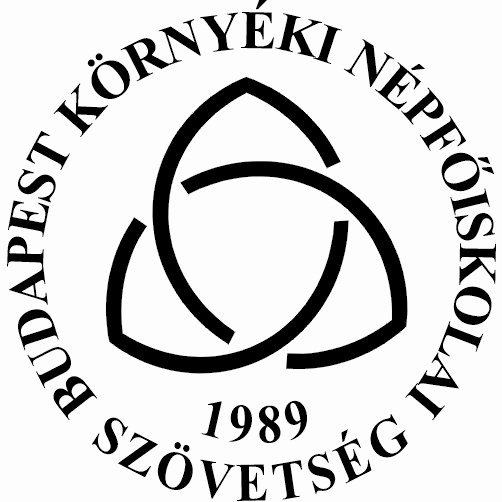 BUDAPEST KÖRNYÉKI NÉPFŐISKOLAI SZÖVETSÉG
1989